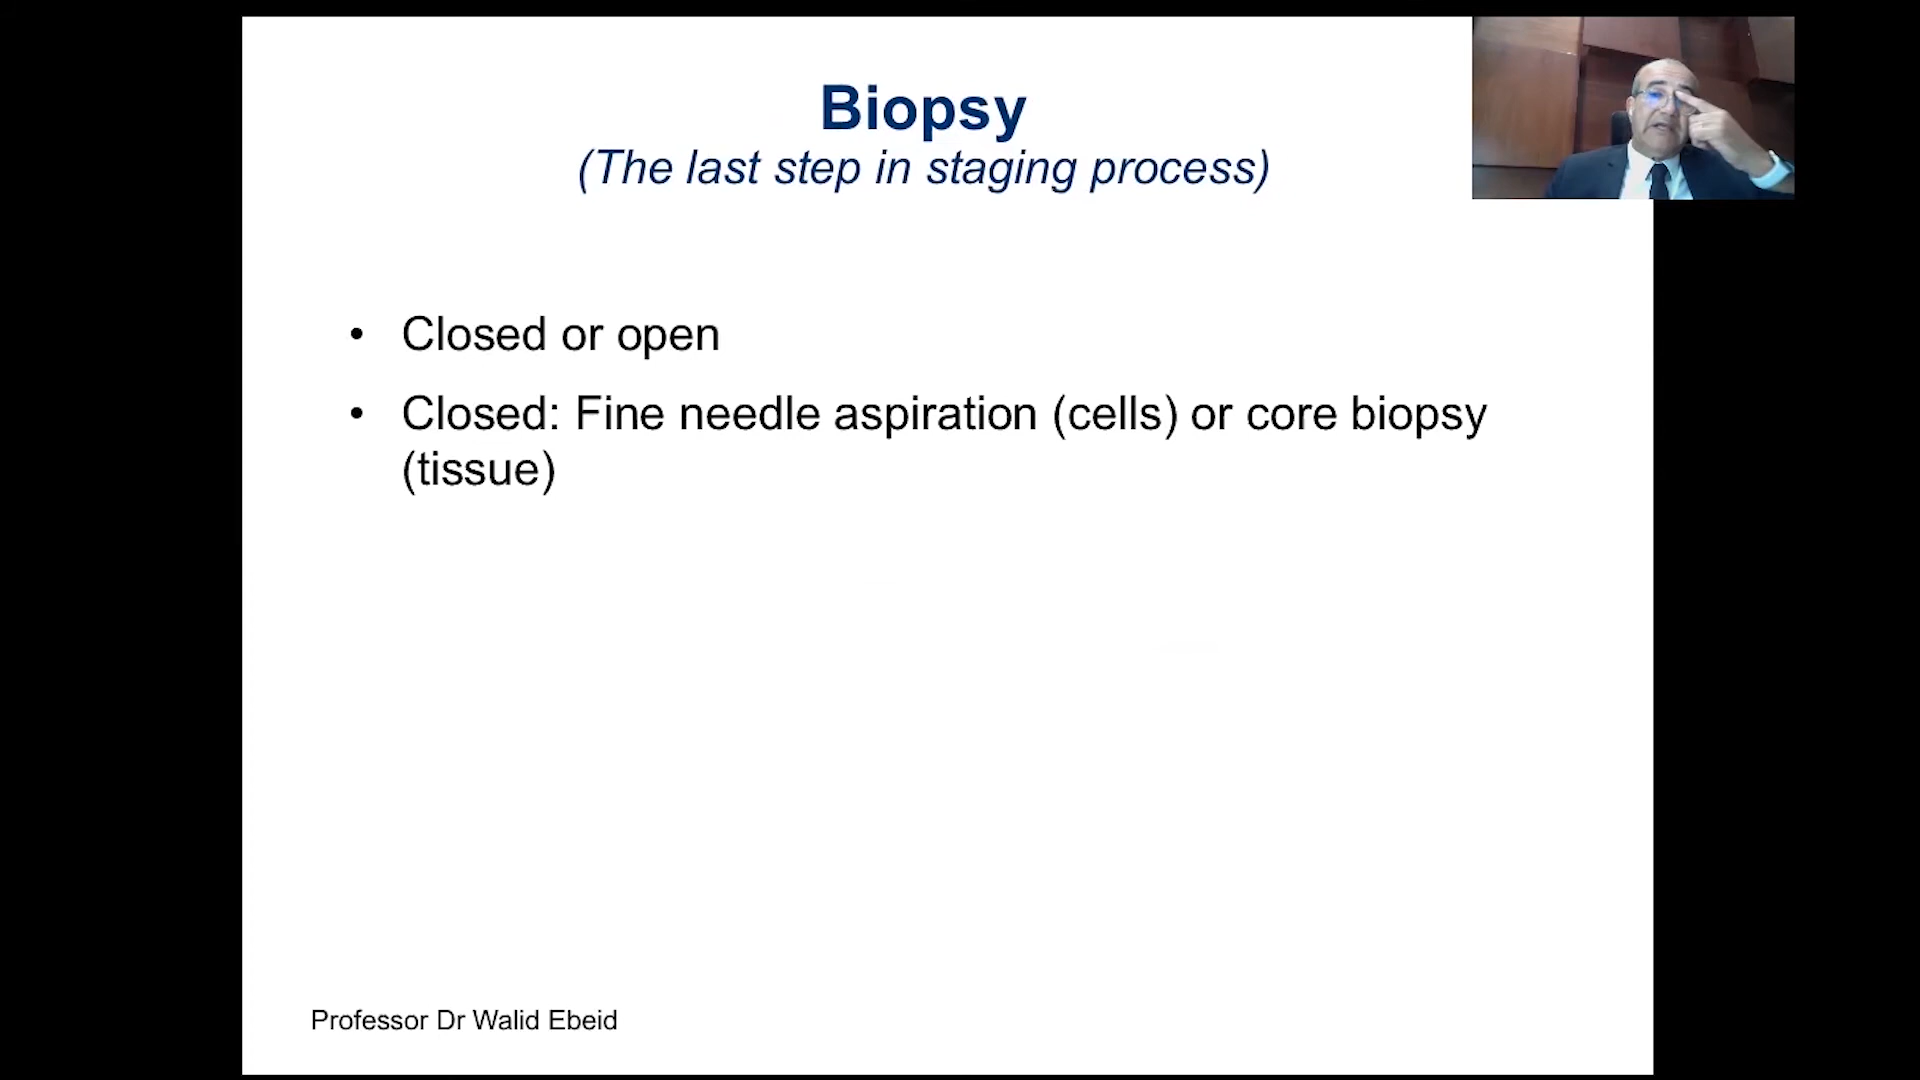 Biopsy
(The last step in staging process)
• Closed or open
• Closed: Fine needle aspiration (cells) or core biopsy
(tissue)
Professor Dr Walid Ebeid